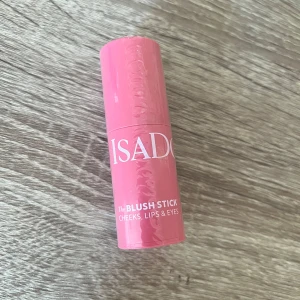 ISAD
The BLUSH STICK
CHEEKS, LIPS & EYES